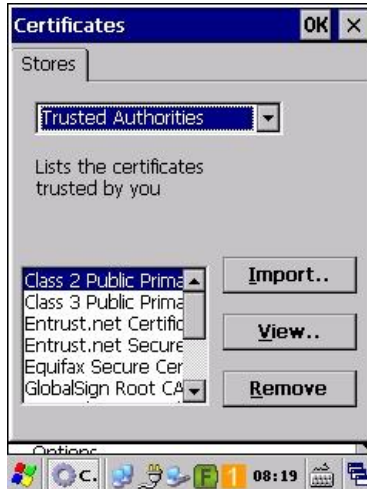 Certificates OK ×
Stores
Trusted Authorities
Lists the certificates
trusted by you
Class 2 Public Prima
Class 3 Public Prima
Entrust.net Certific
Entrust.net Secure
Equifax Secure Cer
GlobalSign Root CA
Import..
View..
Remove
Options
C. F 1 08:19